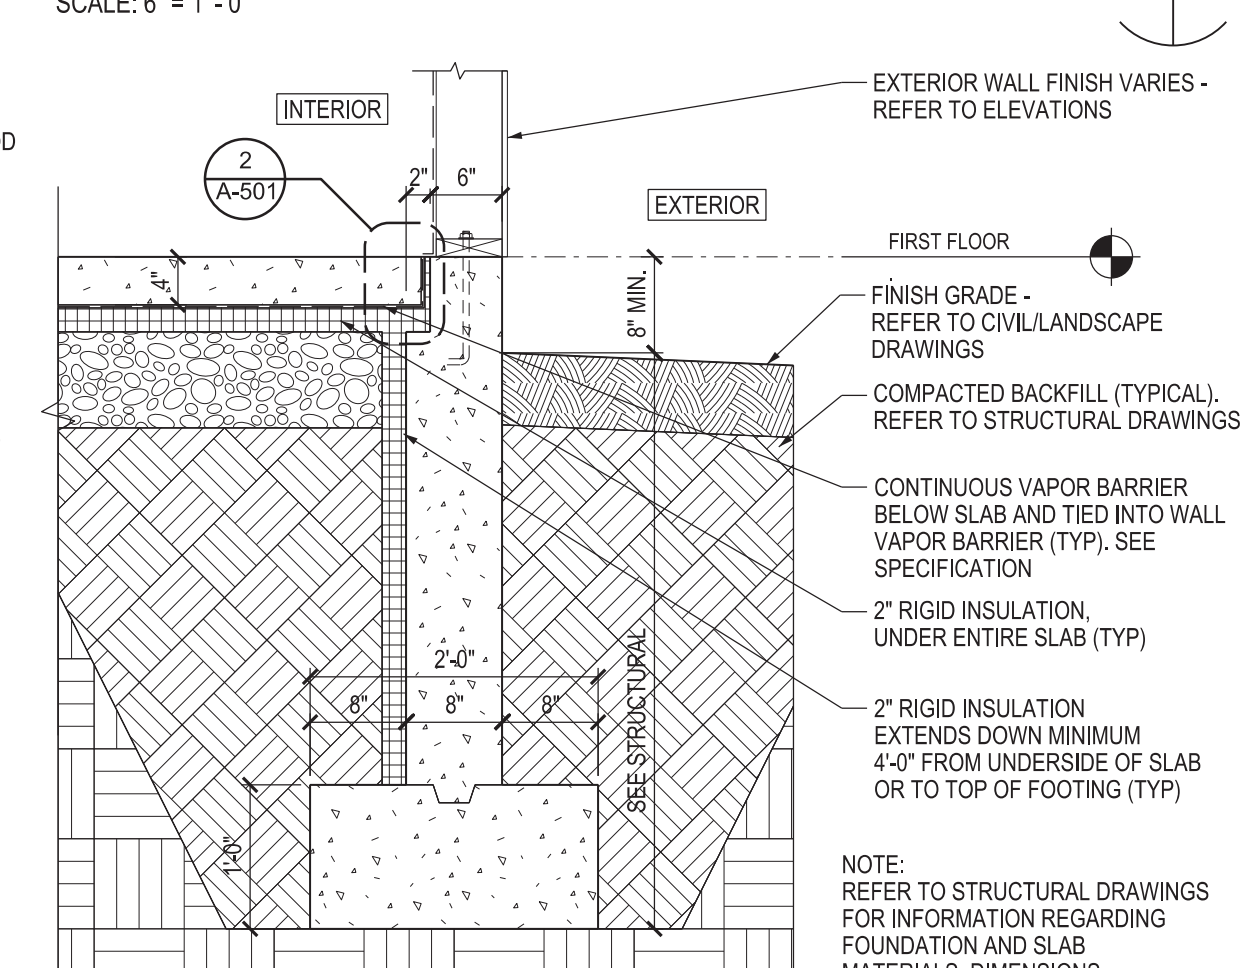 SCALE: 6" = 1'-0"
INTERIOR
2
A-501
2"
6"
EXTERIOR
EXTERIOR WALL FINISH VARIES -
REFER TO ELEVATIONS
FIRST FLOOR
4"
8" MIN.
FINISH GRADE -
REFER TO CIVIL/LANDSCAPE
DRAWINGS
COMPACTED BACKFILL (TYPICAL).
REFER TO STRUCTURAL DRAWINGS
CONTINUOUS VAPOR BARRIER
BELOW SLAB AND TIED INTO WALL
VAPOR BARRIER (TYP). SEE
SPECIFICATION
2" RIGID INSULATION,
UNDER ENTIRE SLAB (TYP)
2'-0"
8"
8"
8"
SEE STRUCTURAL
2" RIGID INSULATION
EXTENDS DOWN MINIMUM
4'-0" FROM UNDERSIDE OF SLAB
OR TO TOP OF FOOTING (TYP)
1'-0"
NOTE:
REFER TO STRUCTURAL DRAWINGS
FOR INFORMATION REGARDING
FOUNDATION AND SLAB
MATERIALS, DIMENSIONS,